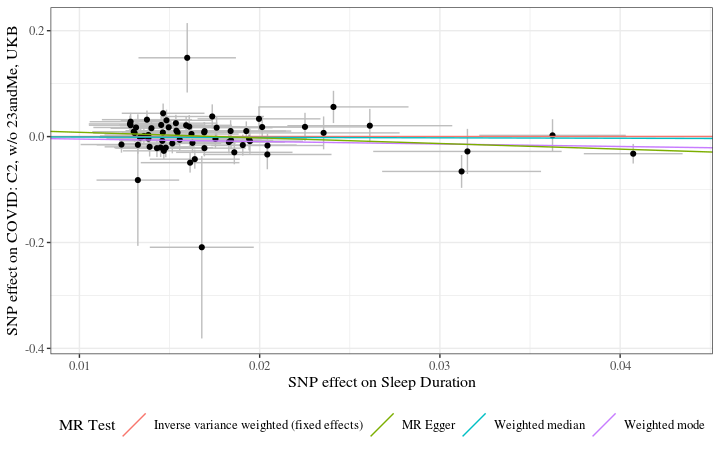 SNP effect on COVID: C2, w/o 23andMe, UKB
0.2
0.0
-0.2
-0.4
0.01 0.02 0.03 0.04
SNP effect on Sleep Duration
MR Test Inverse variance weighted (fixed effects) MR Egger Weighted median Weighted mode